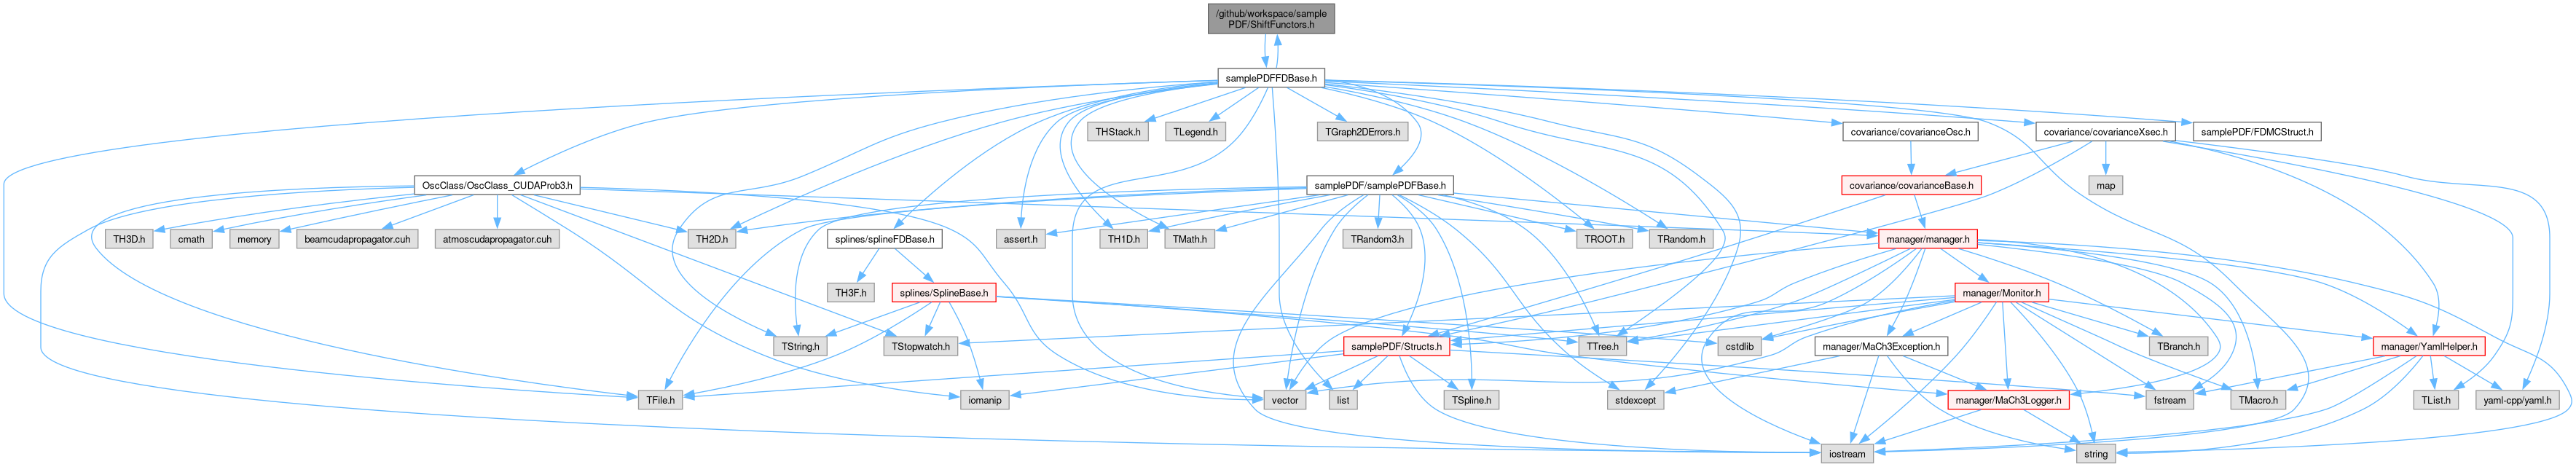 /github/workspace/sample
PDF/ShiftFunctors.h
samplePDFFDBase.h
THStack.h
TLegend.h
TGraph2DErrors.h
covariance/covarianceOsc.h
covariance/covarianceXsec.h
samplePDF/FDMCStruct.h
OscClass/OscClass_CUDAProb3.h
samplePDF/samplePDFBase.h
covariance/covarianceBase.h
map
TH3D.h
cmath
memory
beamcudapropagator.cuh
atmoscudapropagator.cuh
TH2D.h
splines/splineFDBase.h
assert.h
TH1D.h
TMath.h
TRandom3.h
TROOT.h
TRandom.h
manager/manager.h
TH3F.h
splines/SplineBase.h
manager/Monitor.h
TString.h
TStopwatch.h
samplePDF/Structs.h
TTree.h
cstdlib
manager/MaCh3Exception.h
TBranch.h
manager/YamlHelper.h
TFile.h
iomanip
vector
list
TSpline.h
stdexcept
manager/MaCh3Logger.h
fstream
TMacro.h
TList.h
yaml-cpp/yaml.h
iostream
string